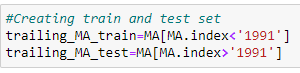 #Creating train and test set
trailing_MA_train=MA[MA.index<'1991']
trailing_MA_test=MA[MA.index>'1991']